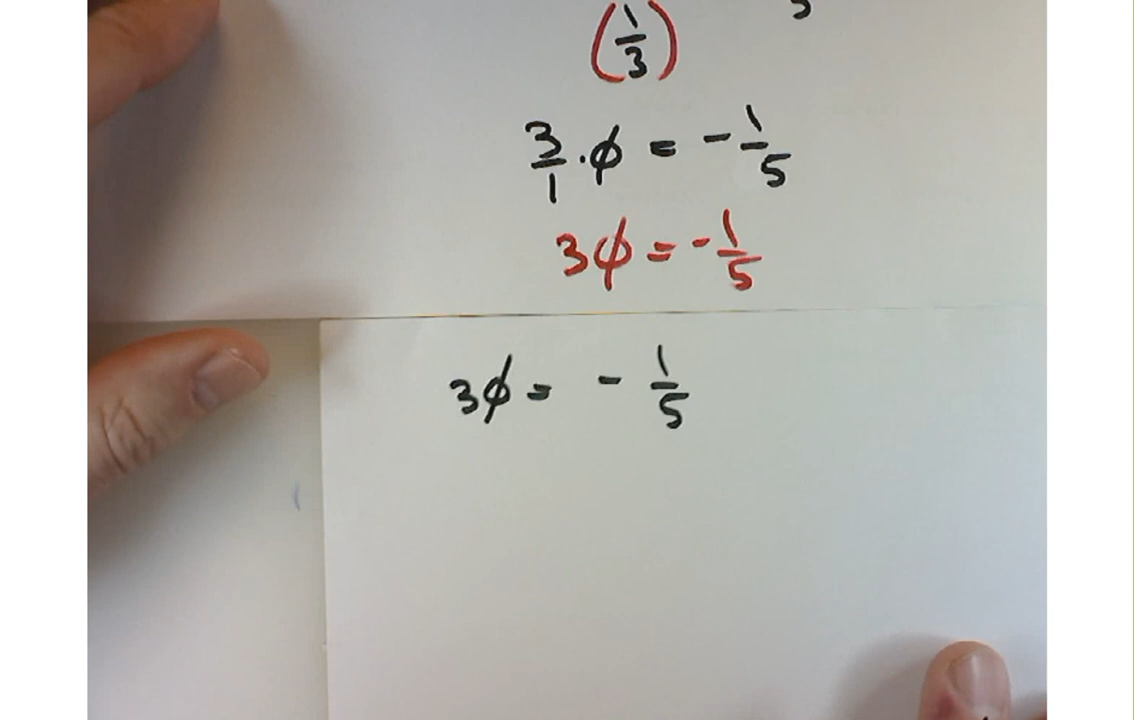 (1/3)
3/1 · ϕ = - 1/5
3ϕ = - 1/5
3ϕ = - 1/5